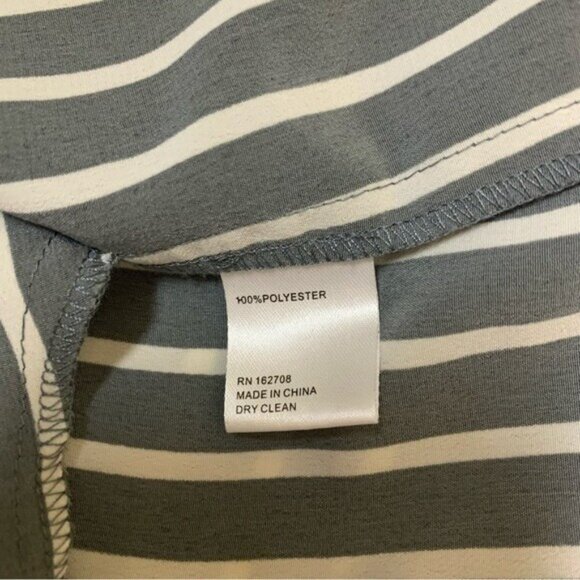 100%POLYESTER
RN 162708
MADE IN CHINA
DRY CLEAN